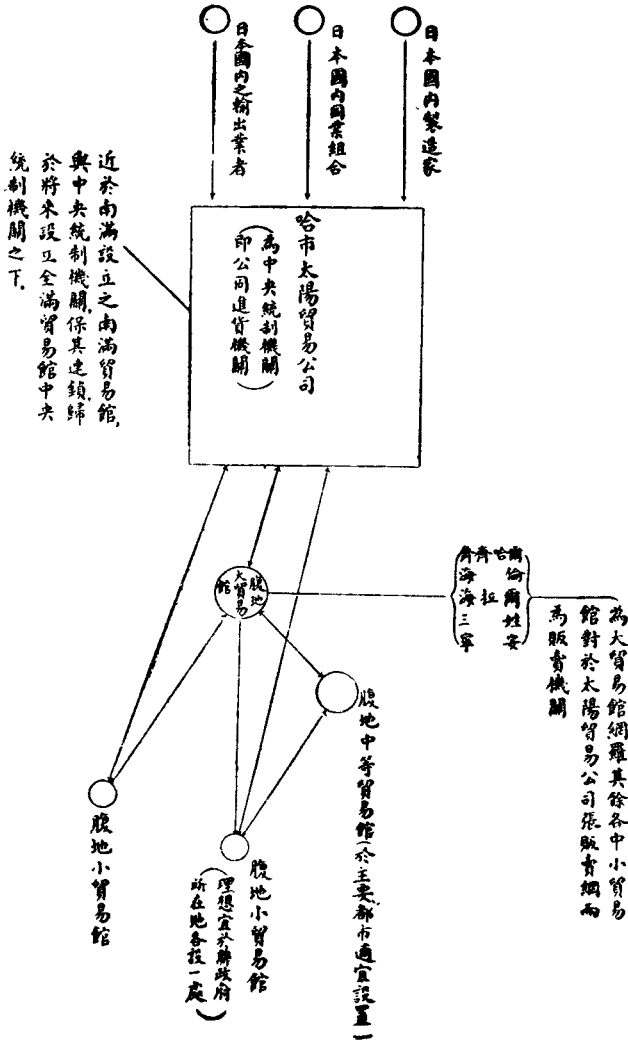 日本國內製造家
日本國內同業組合
日本國內之輸出業者
哈市太陽貿易公司
(為中央統制機關
即公司進貨機關)
近於南滿設立之南滿貿易館，
與中央統制機關，保其連鎖，歸
於將來設立全滿貿易館中央
統制機關之下。
腹地
大貿易
館
齊齊哈爾
海倫
海拉爾
三姓
寧安
為大貿易館網羅其餘各中小貿易
館對於太陽貿易公司張販賣網而
為販賣機關
腹地中等貿易館(於主要都市適宜設置)
腹地小貿易館
(理想宜於縣政府
所在地各設一處)
腹地小貿易館